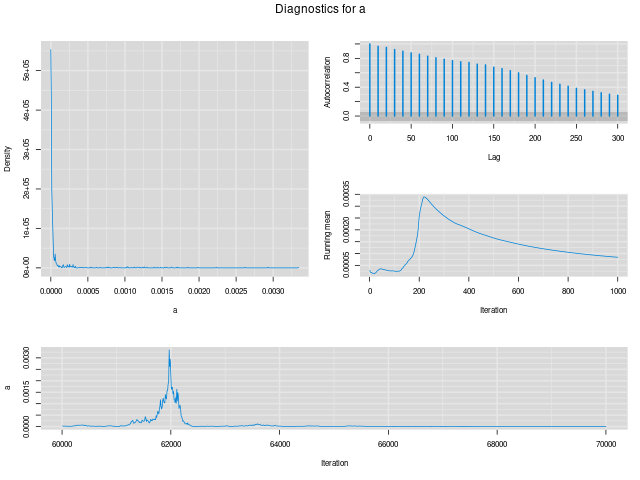 Diagnostics for a
Density
0e+00 1e+05 2e+05 3e+05 4e+05 5e+05
0.0000 0.0005 0.0010 0.0015 0.0020 0.0025 0.0030
a
Autocorrelation
0.0 0.4 0.8
0 50 100 150 200 250 300
Lag
Running mean
0.00005 0.00020 0.00035
0 200 400 600 800 1000
Iteration
a
0.0000 0.0015 0.0030
60000 62000 64000 66000 68000 70000
Iteration